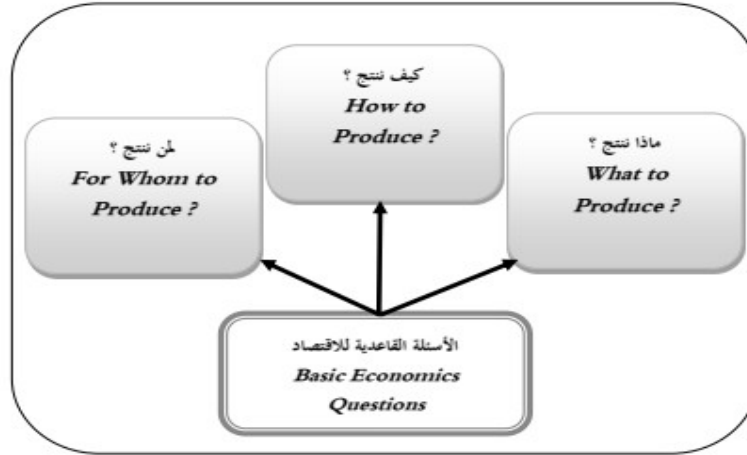 كيف ننتج ؟
How to
Produce ?
ماذا ننتج ؟
What to
Produce ?
لمن ننتج ؟
For Whom to
Produce ?
الأسئلة القاعدية للاقتصاد
Basic Economics
Questions